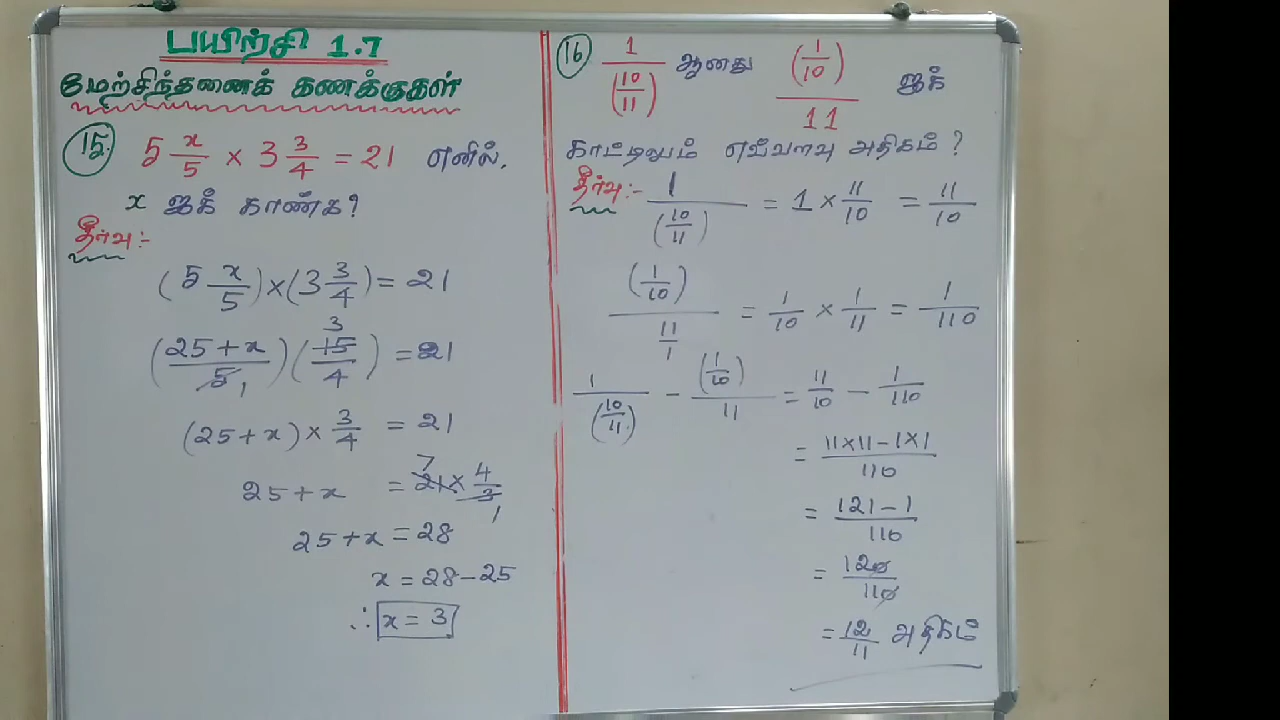 பயிற்சி 1.7
மேற்சிந்தனைக் கணக்குகள்
15. 5 x/5 × 3 3/4 = 21 எனில்,
x ஐக் காண்க?
தீர்வு:-
(5 x/5) × (3 3/4) = 21
((25+x)/5 1)(3 15/4) = 21
(25+x) × 3/4 = 21
25+x = 7 21 × 4/3 1
25+x = 28
x = 28-25
∴ x = 3
16) 1/(10/11) ஆனது (1/10)/11 ஐக்
காட்டிலும் எவ்வளவு அதிகம்?
தீர்வு:- 1/(10/11) = 1 × 11/10 = 11/10
(1/10)/(11/1) = 1/10 × 1/11 = 1/110
1/(10/11) - (1/10)/11 = 11/10 - 1/110
= (11×11-1×1)/110
= (121-1)/110
= 120/110
= 12/11 அதிகம்